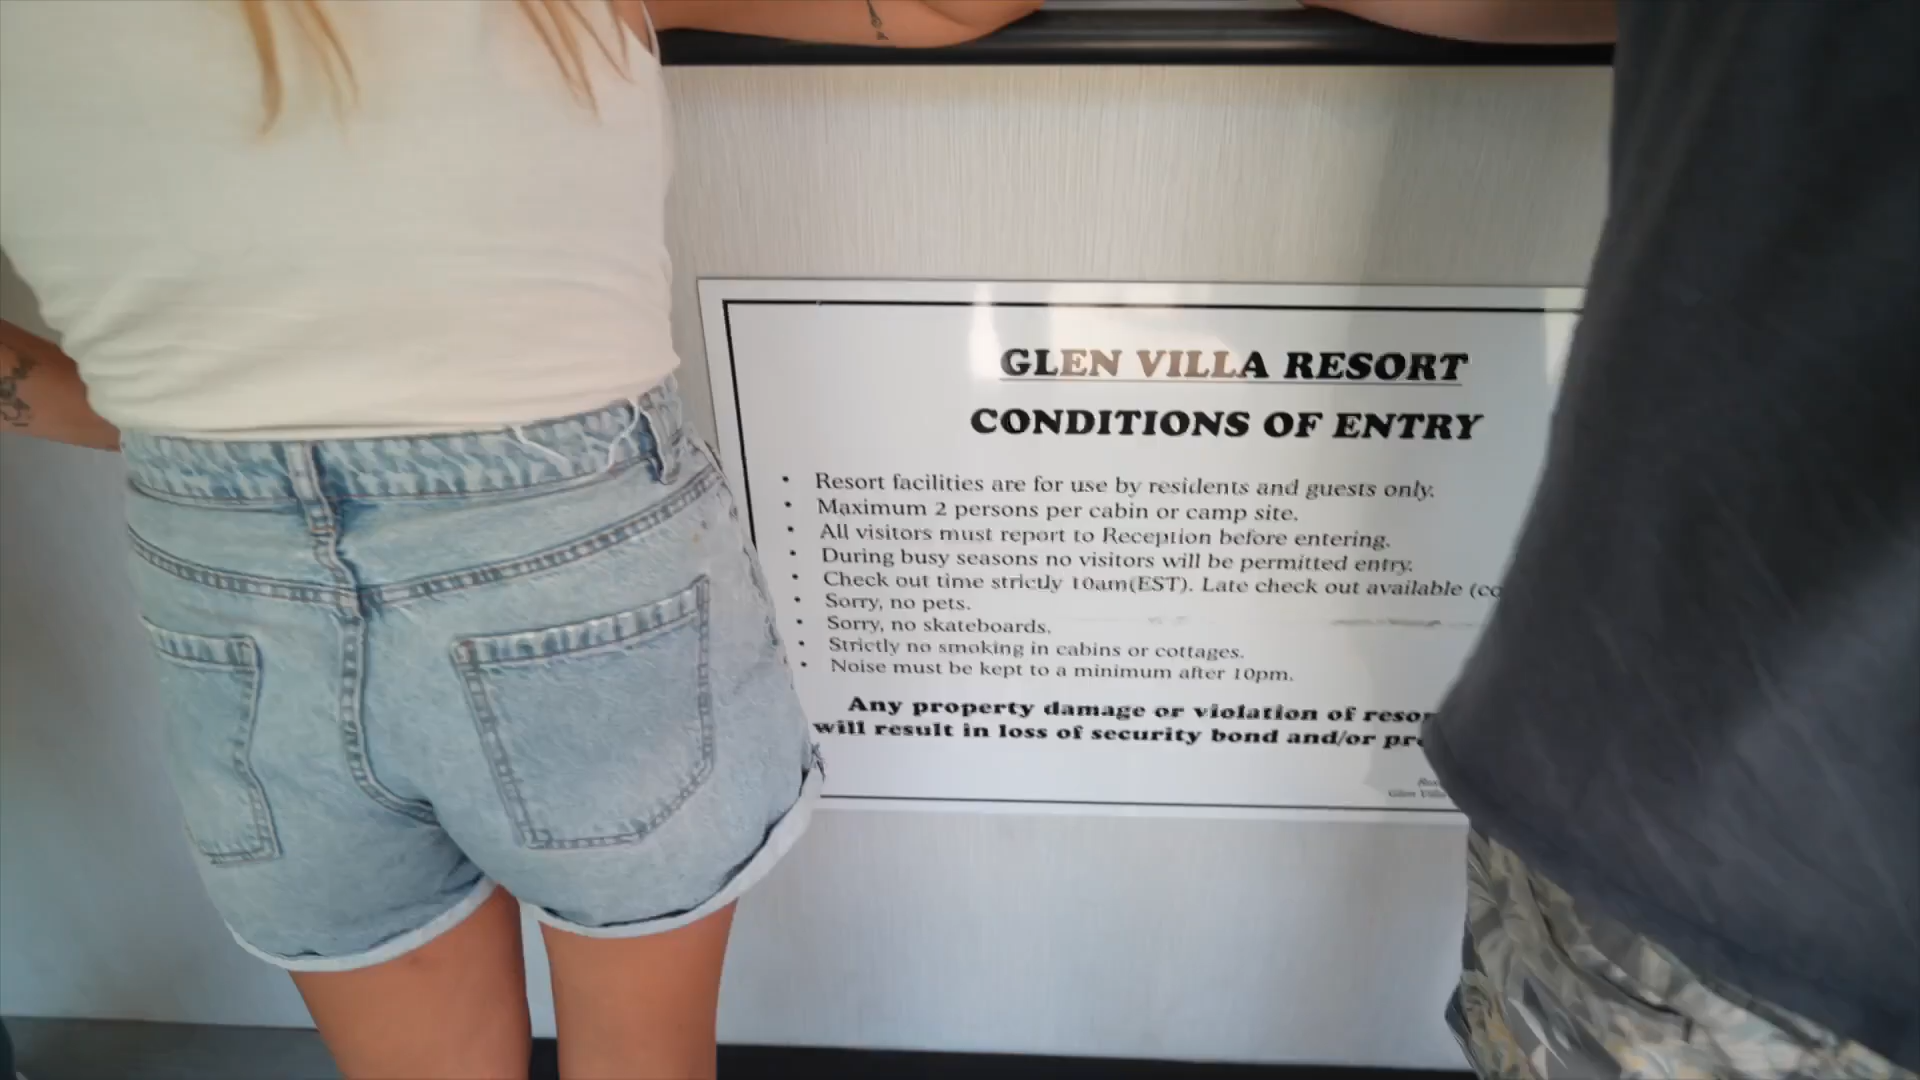 GLEN VILLA RESORT
CONDITIONS OF ENTRY
• Resort facilities are for use by residents and guests only.
• Maximum 2 persons per cabin or camp site.
• All visitors must report to Reception before entering.
• During busy seasons no visitors will be permitted entry.
• Check out time strictly 10am(EST). Late check out available
• Sorry, no pets.
• Sorry, no skateboards.
• Strictly no smoking in cabins or cottages.
• Noise must be kept to a minimum after 10pm.
Any property damage or violation of
will result in loss of security bond and/or
Glen